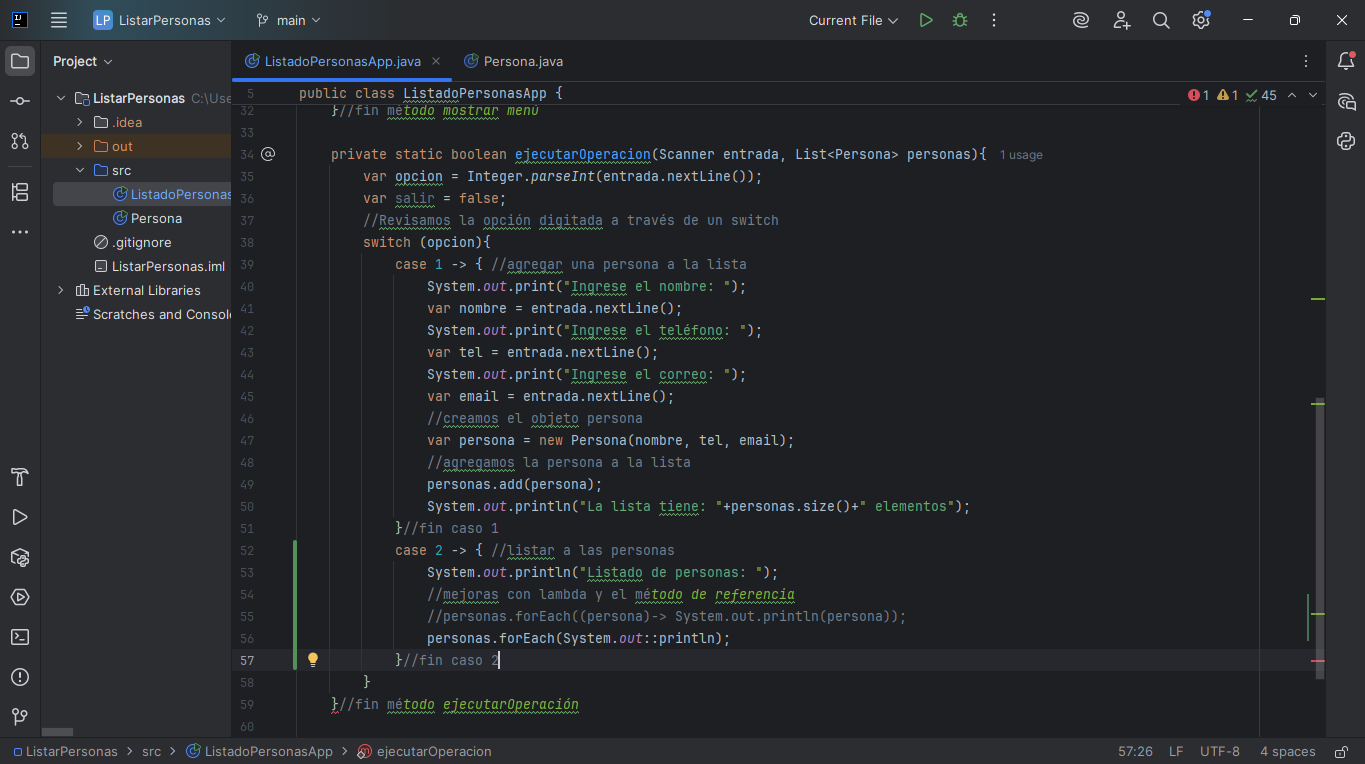 LP ListarPersonas main Current File
Project
ListadoPersonasApp.java
Persona.java
ListarPersonas C:\Use
.idea
out
src
ListadoPersonas
Persona
.gitignore
ListarPersonas.iml
External Libraries
Scratches and Consol
5 public class ListadoPersonasApp { 1 1 45
32 }//fin método mostrar menú
33
34 private static boolean ejecutarOperacion(Scanner entrada, List<Persona> personas){ 1 usage
35 var opcion = Integer.parseInt(entrada.nextLine());
36 var salir = false;
37 //Revisamos la opción digitada a través de un switch
38 switch (opcion){
39 case 1 -> { //agregar una persona a la lista
40 System.out.print("Ingrese el nombre: ");
41 var nombre = entrada.nextLine();
42 System.out.print("Ingrese el teléfono: ");
43 var tel = entrada.nextLine();
44 System.out.print("Ingrese el correo: ");
45 var email = entrada.nextLine();
46 //creamos el objeto persona
47 var persona = new Persona(nombre, tel, email);
48 //agregamos la persona a la lista
49 personas.add(persona);
50 System.out.println("La lista tiene: "+personas.size()+" elementos");
51 }//fin caso 1
52 case 2 -> { //listar a las personas
53 System.out.println("Listado de personas: ");
54 //mejoras con lambda y el método de referencia
55 //personas.forEach((persona)-> System.out.println(persona));
56 personas.forEach(System.out::println);
57 }//fin caso 2
58 }
59 }//fin método ejecutarOperación
60
ListarPersonas > src > ListadoPersonasApp > ejecutarOperacion 57:26 LF UTF-8 4 spaces